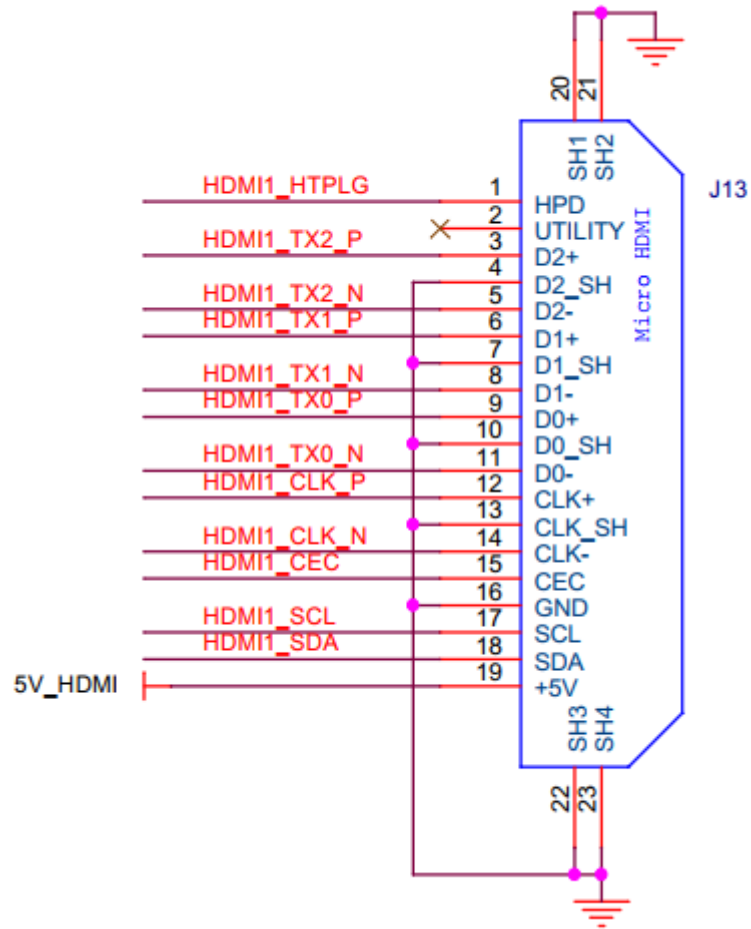 20 21
SH1 SH2
J13
HDMI1_HTPLG 1 HPD
2 UTILITY
HDMI1_TX2_P 3 D2+
4 D2_SH
HDMI1_TX2_N 5 D2-
HDMI1_TX1_P 6 D1+
7 D1_SH
HDMI1_TX1_N 8 D1-
HDMI1_TX0_P 9 D0+
10 D0_SH
HDMI1_TX0_N 11 D0-
HDMI1_CLK_P 12 CLK+
13 CLK_SH
HDMI1_CLK_N 14 CLK-
HDMI1_CEC 15 CEC
16 GND
HDMI1_SCL 17 SCL
HDMI1_SDA 18 SDA
5V_HDMI 19 +5V
Micro HDMI
SH3 SH4
22 23